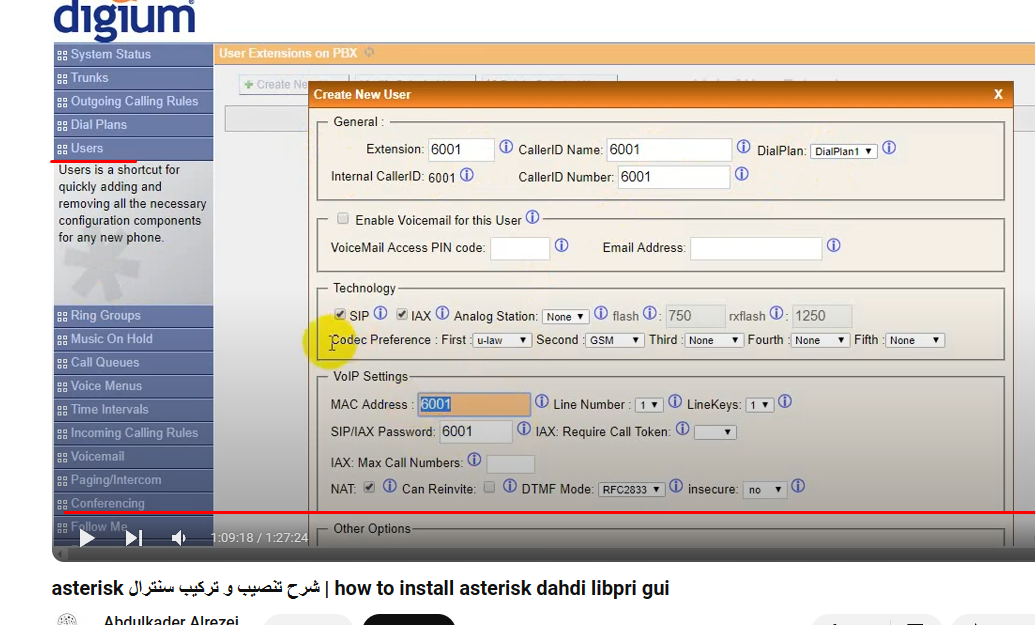 digium
System Status
User Extensions on PBX
Trunks
Outgoing Calling Rules
Dial Plans
Users
Users is a shortcut for
quickly adding and
removing all the necessary
configuration components
for any new phone.
Ring Groups
Music On Hold
Call Queues
Voice Menus
Time Intervals
Incoming Calling Rules
Voicemail
Paging/Intercom
Conferencing
Follow Me
Create New User X
General :
Extension: 6001 CallerID Name: 6001 DialPlan: DialPlan1
Internal CallerID: 6001 CallerID Number: 6001
Enable Voicemail for this User
VoiceMail Access PIN code: Email Address:
Technology
SIP IAX Analog Station: None flash : 750 rxflash : 1250
Codec Preference : First : u-law Second : GSM Third : None Fourth : None Fifth : None
VoIP Settings
MAC Address : 6001 Line Number : 1 LineKeys: 1
SIP/IAX Password: 6001 IAX: Require Call Token:
IAX: Max Call Numbers:
NAT: Can Reinvite: DTMF Mode: RFC2833 insecure: no
Other Options
1:09:18 / 1:27:24
asterisk شرح تنصيب و تركيب سنترال | how to install asterisk dahdi libpri gui
Abdulkader Alrezej